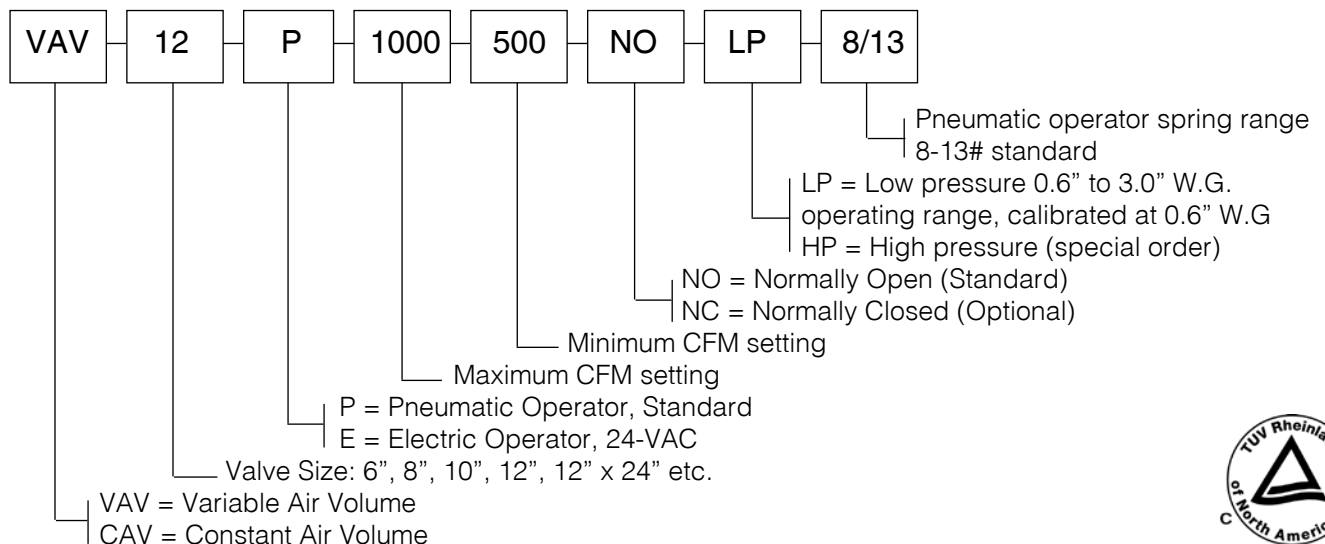 VAV 12 P 1000 500 NO LP 8/13
Pneumatic operator spring range
8-13# standard
LP = Low pressure 0.6” to 3.0” W.G.
operating range, calibrated at 0.6” W.G
HP = High pressure (special order)
NO = Normally Open (Standard)
NC = Normally Closed (Optional)
Minimum CFM setting
Maximum CFM setting
P = Pneumatic Operator, Standard
E = Electric Operator, 24-VAC
Valve Size: 6”, 8”, 10”, 12”, 12” x 24” etc.
VAV = Variable Air Volume
CAV = Constant Air Volume
TUV
of North
C